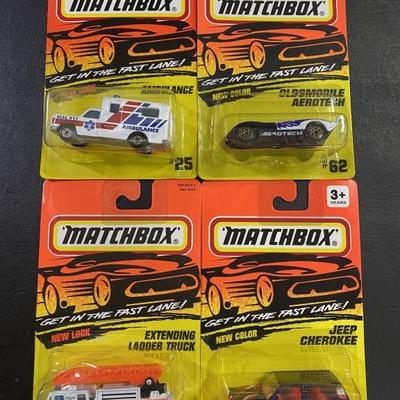 MATCHBOX®
GET IN THE FAST LANE!
AMBULANCE
DIAL 911
AMBULANCE
#25
MATCHBOX®
GET IN THE FAST LANE!
NEW COLOR
OLDSMOBILE
AEROTECH
AEROTECH
#62
MATCHBOX®
GET IN THE FAST LANE!
NEW LOOK
EXTENDING
LADDER TRUCK
3+
YEARS
MATCHBOX®
GET IN THE FAST LANE!
NEW COLOR
JEEP
CHEROKEE